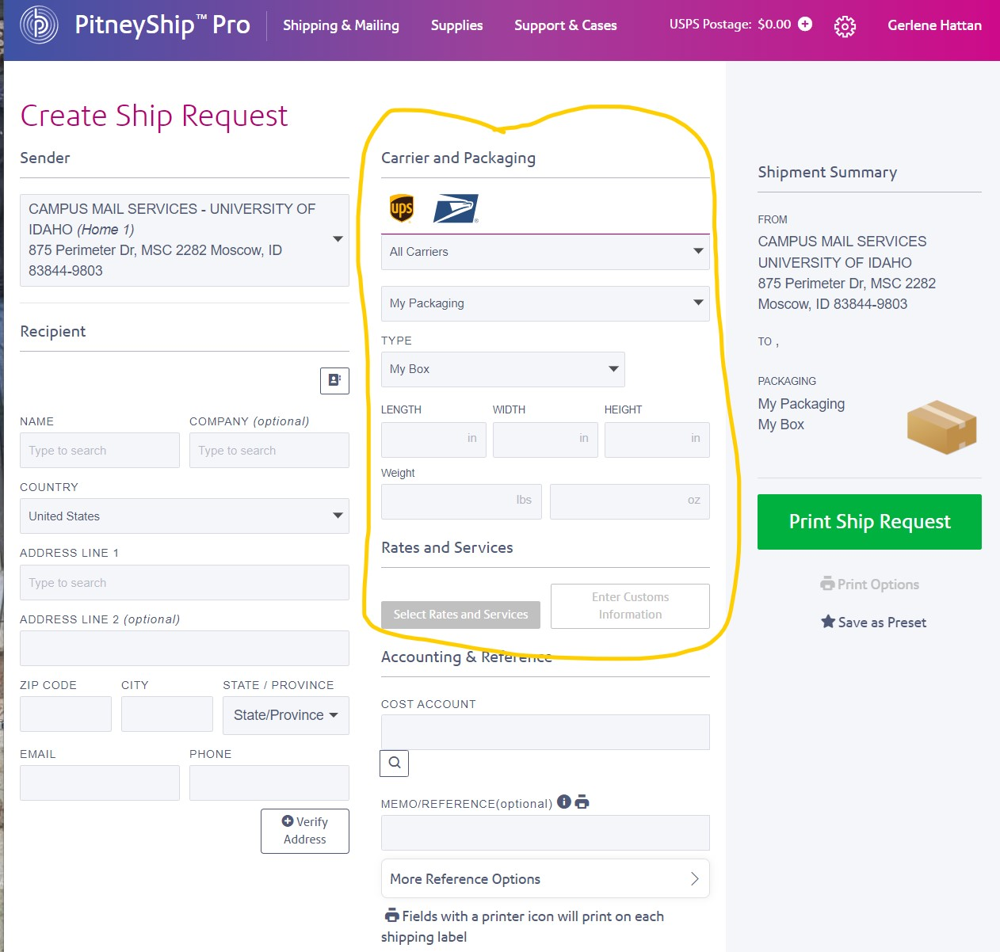 PitneyShip™ Pro
Shipping & Mailing
Supplies
Support & Cases
USPS Postage: $0.00
Gerlene Hattan
Create Ship Request
Sender
CAMPUS MAIL SERVICES - UNIVERSITY OF
IDAHO (Home 1)
875 Perimeter Dr, MSC 2282 Moscow, ID
83844-9803
Recipient
NAME
COMPANY (optional)
Type to search
Type to search
COUNTRY
United States
ADDRESS LINE 1
Type to search
ADDRESS LINE 2 (optional)
ZIP CODE
CITY
STATE / PROVINCE
State/Province
EMAIL
PHONE
Verify
Address
Carrier and Packaging
ups
All Carriers
My Packaging
TYPE
My Box
LENGTH
WIDTH
HEIGHT
in
in
in
Weight
lbs
oz
Rates and Services
Select Rates and Services
Enter Customs
Information
Accounting & Reference
COST ACCOUNT
MEMO/REFERENCE(optional)
More Reference Options
Fields with a printer icon will print on each
shipping label
Shipment Summary
FROM
CAMPUS MAIL SERVICES
UNIVERSITY OF IDAHO
875 Perimeter Dr, MSC 2282
Moscow, ID 83844-9803
TO ,
PACKAGING
My Packaging
My Box
Print Ship Request
Print Options
Save as Preset